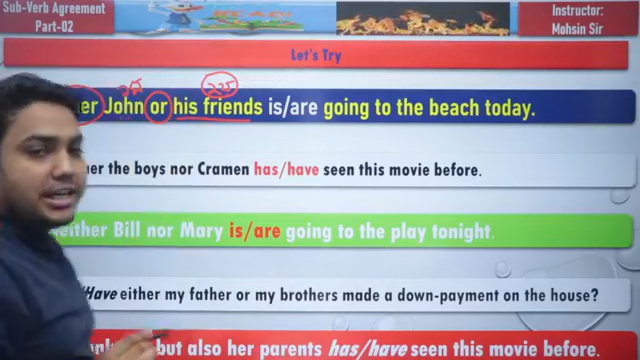 Sub-Verb Agreement
Part-02
READ
Instructor:
Mohsin Sir
Let's Try
John or his friends is/are going to the beach today.
the boys nor Cramen has/have seen this movie before.
Neither Bill nor Mary is/are going to the play tonight.
Have either my father or my brothers made a down-payment on the house?
but also her parents has/have seen this movie before.